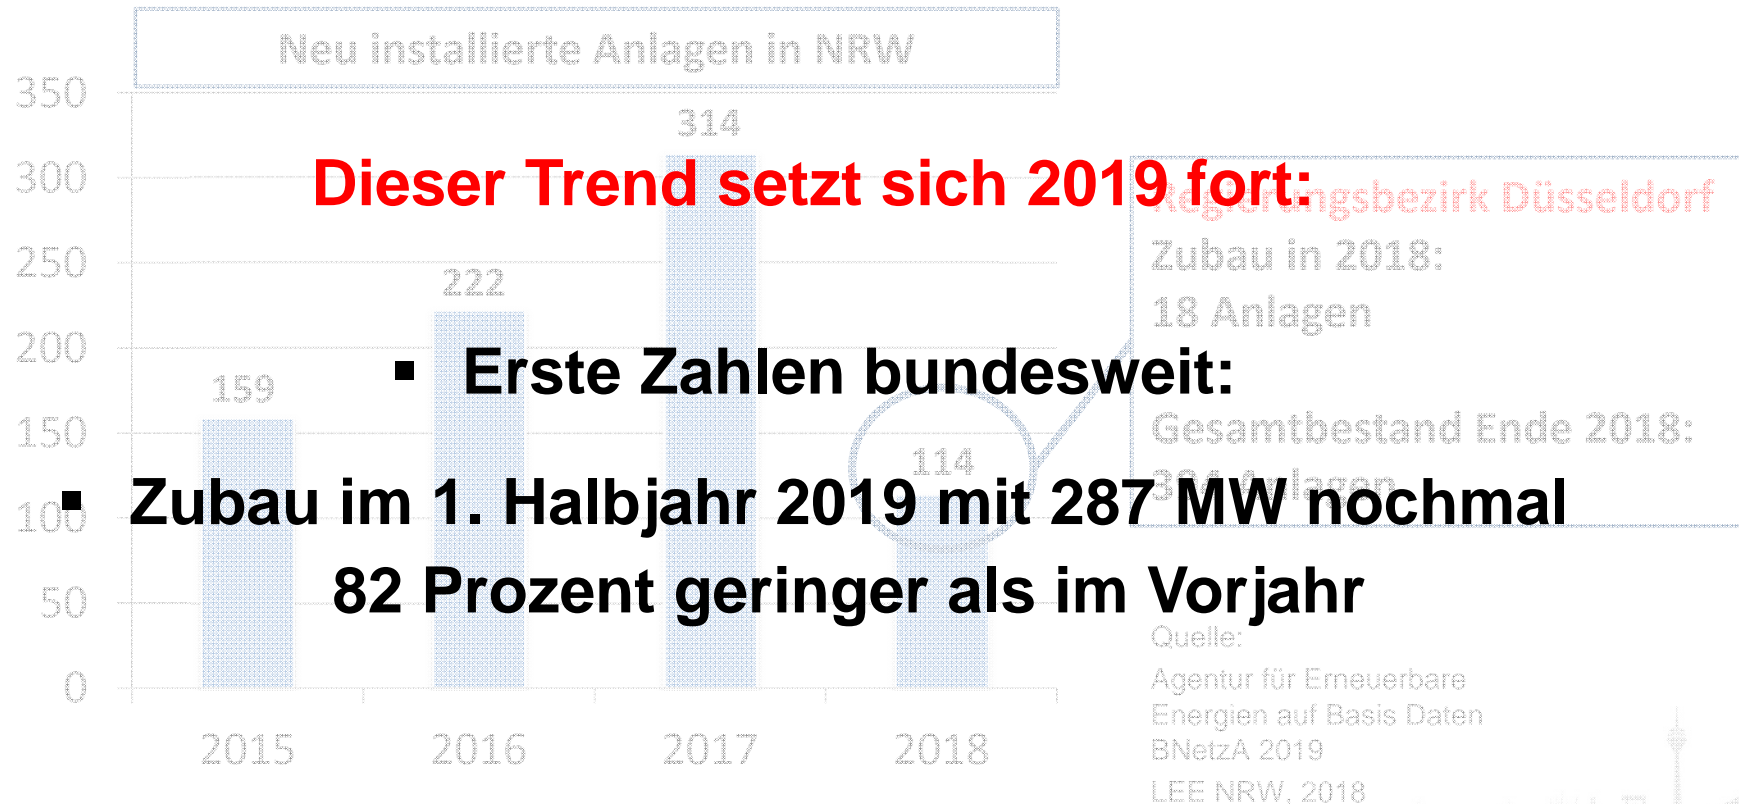 Neu installierte Anlagen in NRW
350
300
250
200
150
100
50
0
159
222
314
114
2015
2016
2017
2018
Dieser Trend setzt sich 2019 fort:
▪ Erste Zahlen bundesweit:
▪ Zubau im 1. Halbjahr 2019 mit 287 MW nochmal
82 Prozent geringer als im Vorjahr
Regierungsbezirk Düsseldorf
Zubau in 2018:
18 Anlagen
Gesamtbestand Ende 2018:
Anlagen
Quelle:
Agentur für Erneuerbare
Energien auf Basis Daten
BNetzA 2019
LEE NRW, 2018